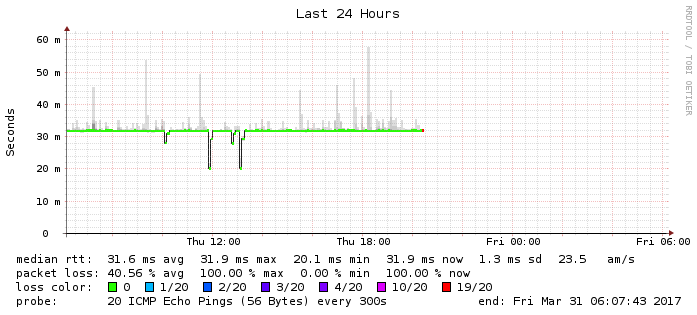 Last 24 Hours
RRDTOOL / TOBI OETIKER
Seconds
60 m
50 m
40 m
30 m
20 m
10 m
0
Thu 12:00 Thu 18:00 Fri 00:00 Fri 06:00
median rtt: 31.6 ms avg 31.9 ms max 20.1 ms min 31.9 ms now 1.3 ms sd 23.5 am/s
packet loss: 40.56 % avg 100.00 % max 0.00 % min 100.00 % now
loss color: 0 1/20 2/20 3/20 4/20 10/20 19/20
probe: 20 ICMP Echo Pings (56 Bytes) every 300s end: Fri Mar 31 06:07:43 2017